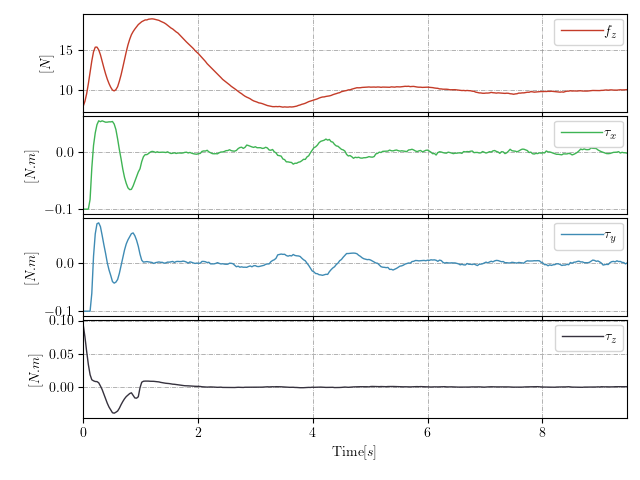 [N]
15
10
f_z
[N.m]
0.0
−0.1
τ_x
[N.m]
0.0
−0.1
τ_y
[N.m]
0.10
0.05
0.00
τ_z
0 2 4 6 8
Time[s]